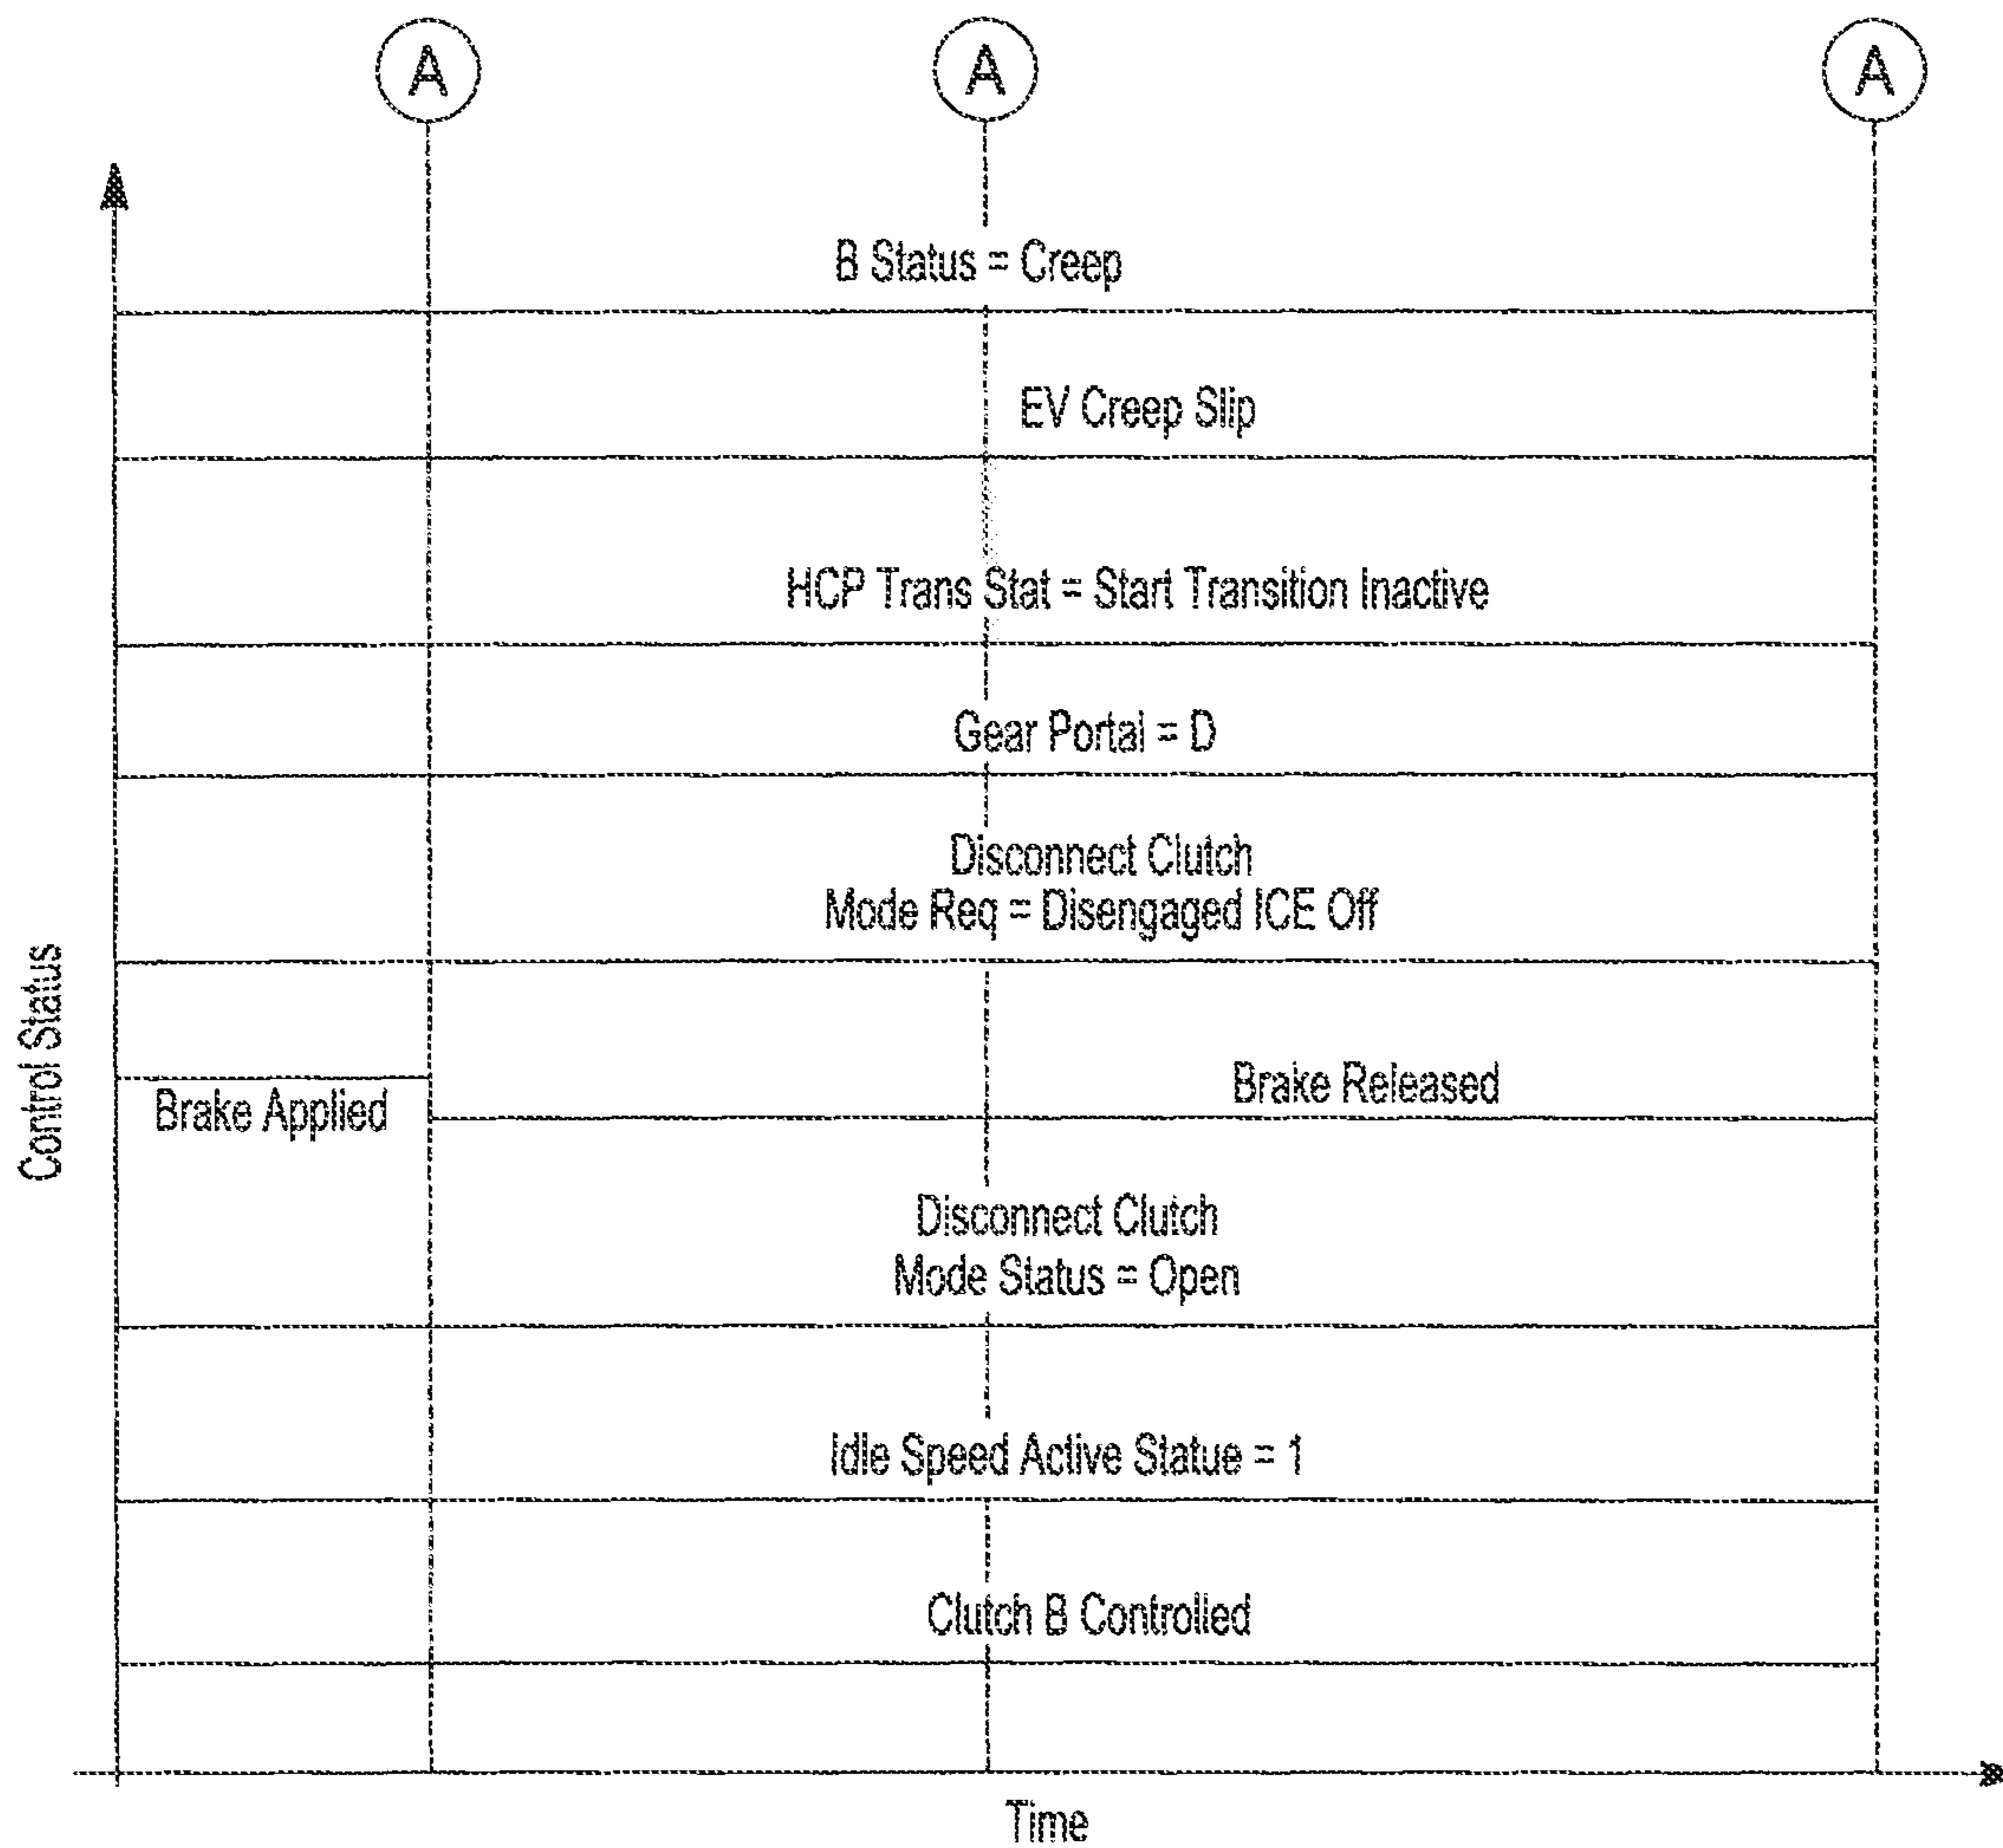 A
A
A
B Status = Creep
EV Creep Slip
HCP Trans Stat = Start Transition Inactive
Gear Portal = D
Disconnect Clutch
Mode Req = Disengaged ICE Off
Control Status
Brake Applied
Brake Released
Disconnect Clutch
Mode Status = Open
Idle Speed Active Statue = 1
Clutch B Controlled
Time